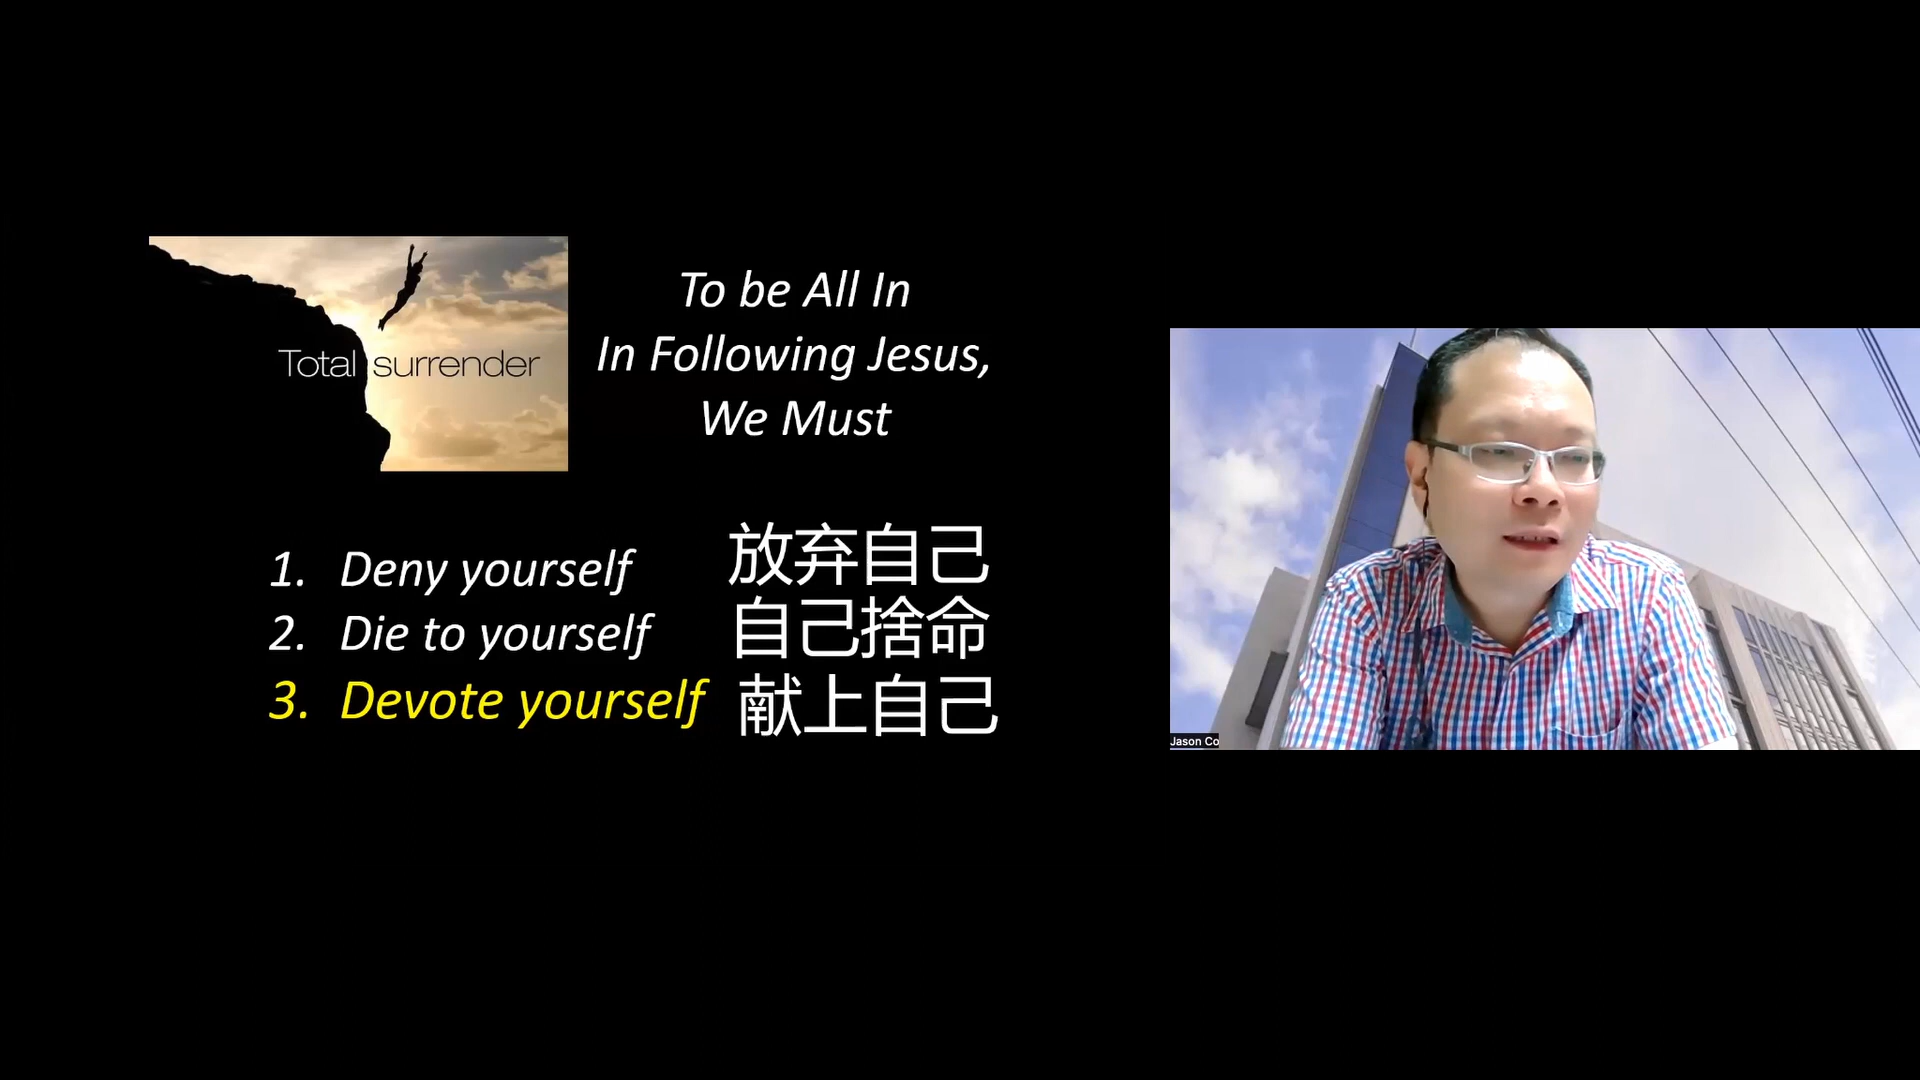 Total surrender
To be All In
In Following Jesus,
We Must
1. Deny yourself 放弃自己
2. Die to yourself 自己捨命
3. Devote yourself 献上自己
Jason Co